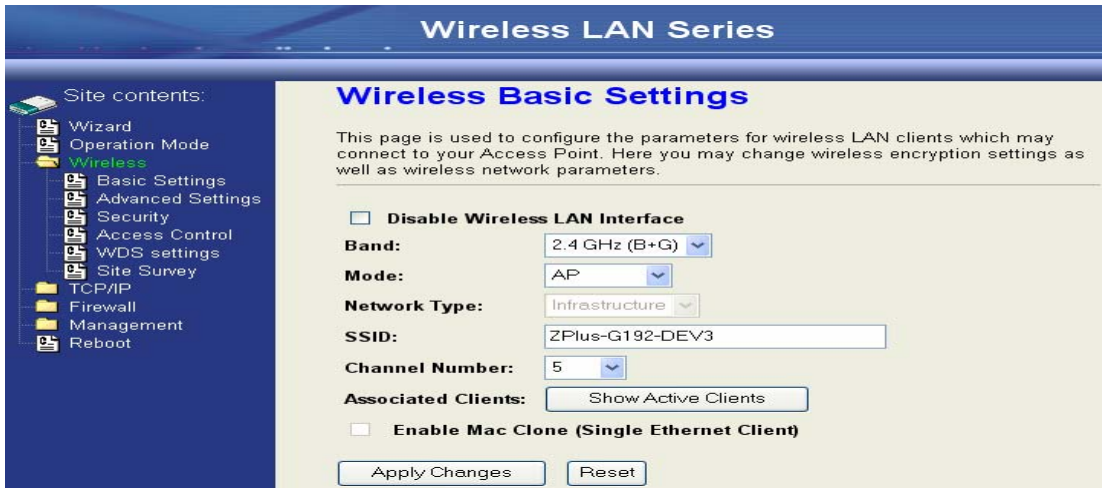 Wireless LAN Series
Site contents:
Wizard
Operation Mode
Wireless
Basic Settings
Advanced Settings
Security
Access Control
WDS settings
Site Survey
TCP/IP
Firewall
Management
Reboot
Wireless Basic Settings
This page is used to configure the parameters for wireless LAN clients which may
connect to your Access Point. Here you may change wireless encryption settings as
well as wireless network parameters.
Disable Wireless LAN Interface
Band: 2.4 GHz (B+G)
Mode: AP
Network Type: Infrastructure
SSID: ZPlus-G192-DEV3
Channel Number: 5
Associated Clients: Show Active Clients
Enable Mac Clone (Single Ethernet Client)
Apply Changes Reset